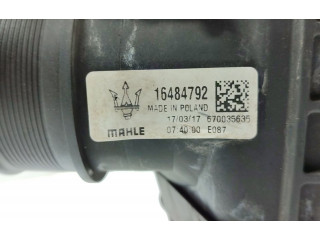 16484792
MADE IN POLAND
17/03/17 670035635
MAHLE
07:40:00 E087